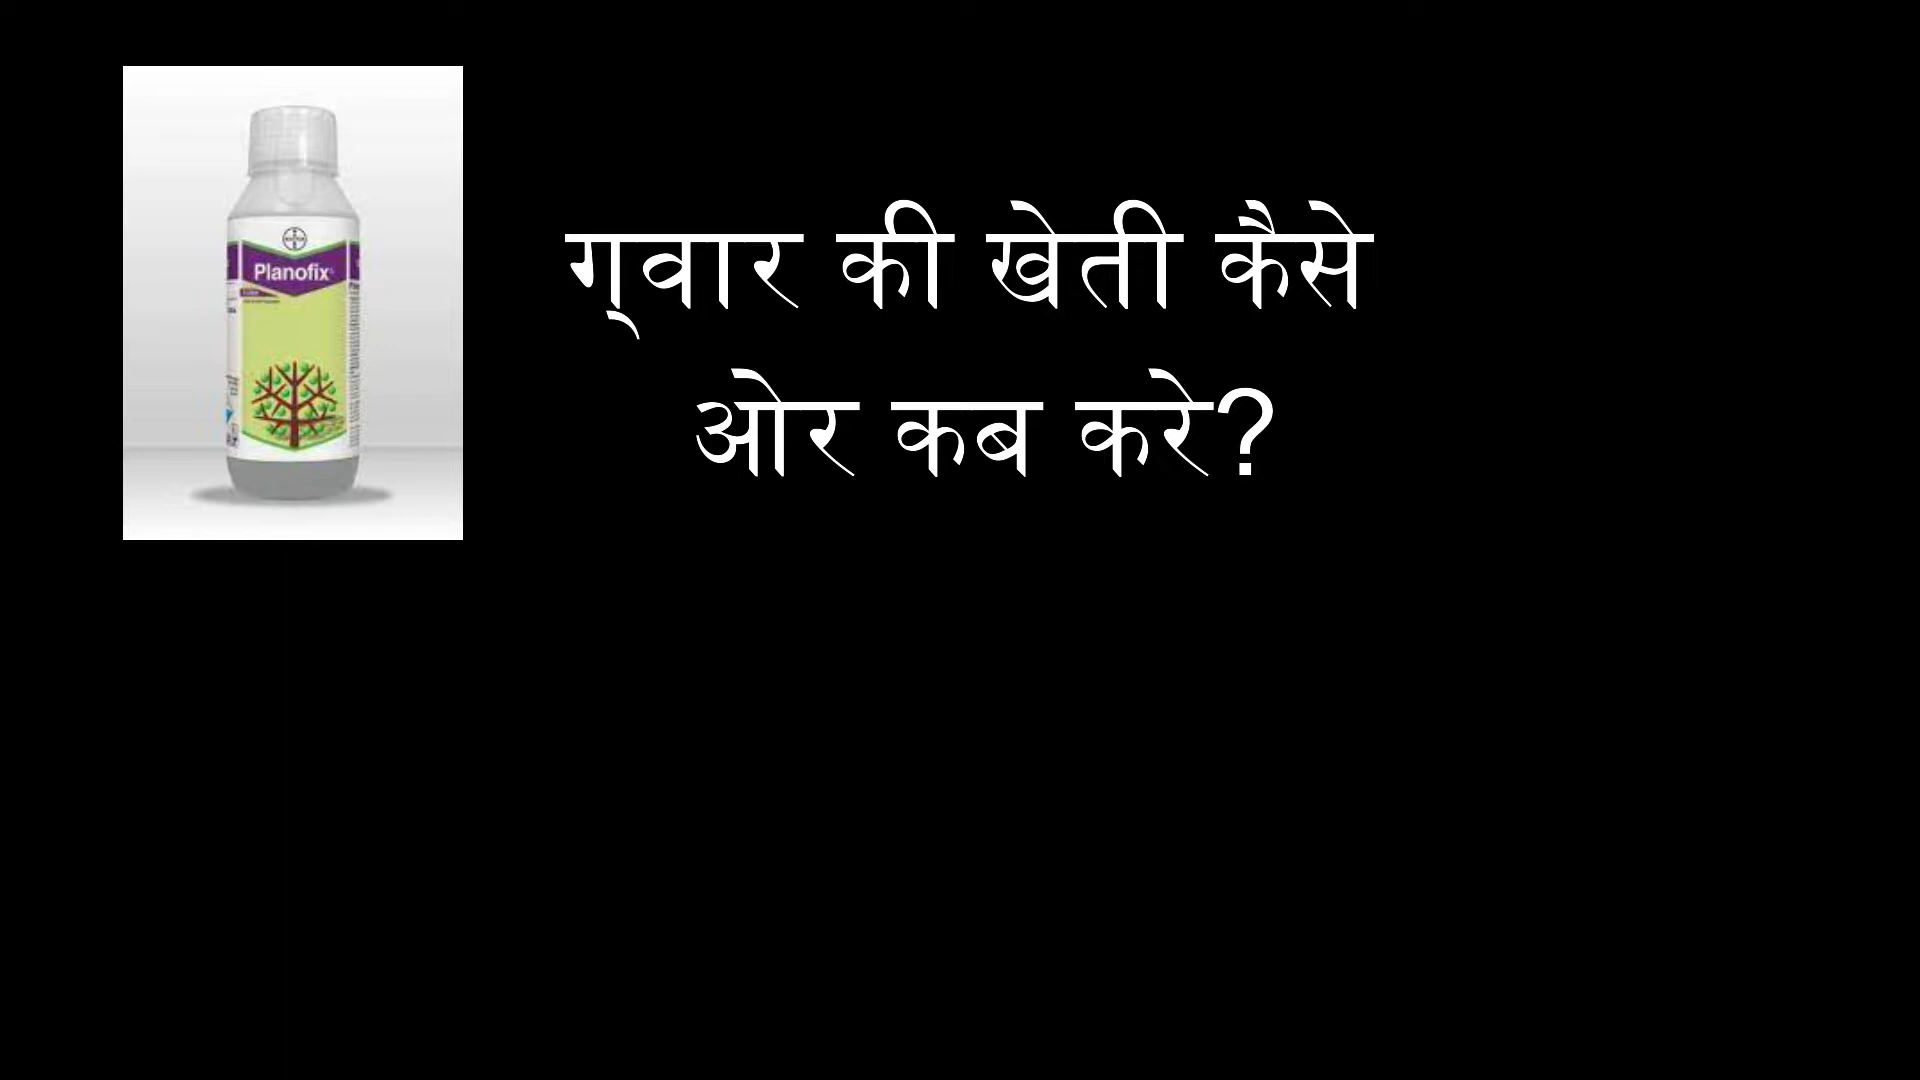 Planofix
ग्वार की खेती कैसे
ओर कब करे?